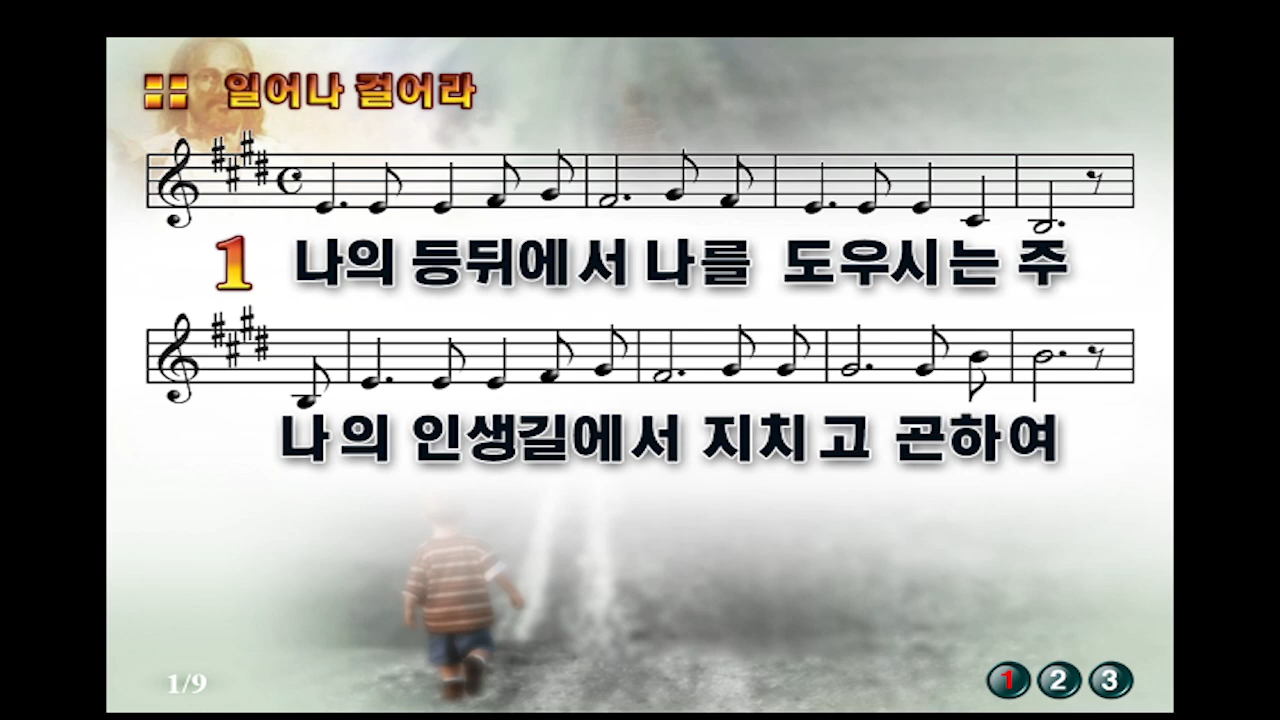 일어나 걸어라
1 나의 등뒤에서 나를 도우시는 주
나의 인생길에서 지치고 곤하여
1/9
1 2 3